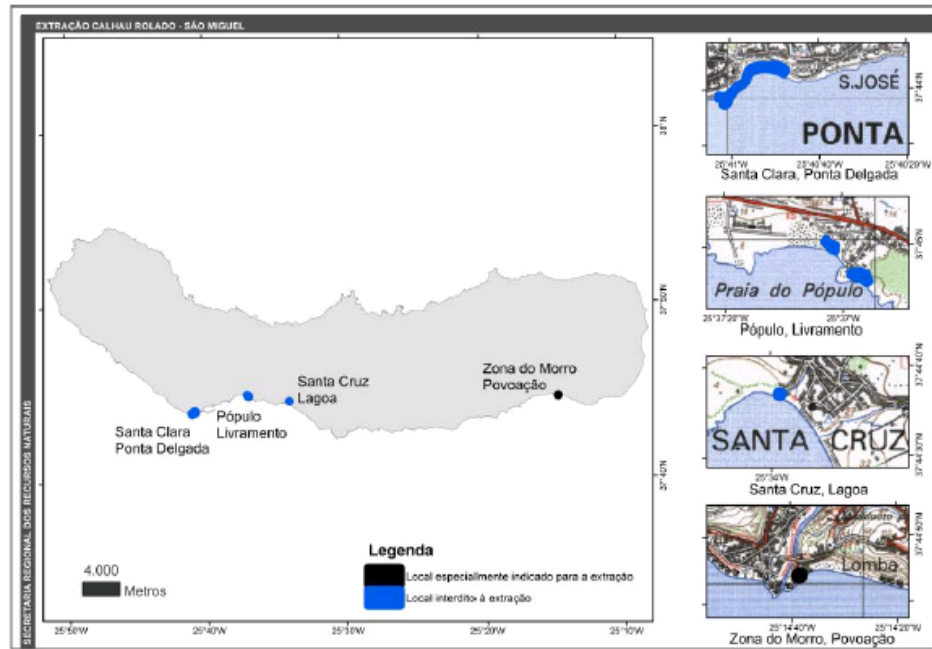 EXTRAÇÃO CALHAU ROLADO - SÃO MIGUEL
SECRETARIA REGIONAL DOS RECURSOS NATURAIS
Santa Clara
Ponta Delgada
Pópulo
Livramento
Santa Cruz
Lagoa
Zona do Morro
Povoação
4.000
Metros
Legenda
Local especialmente indicado para a extração
Local interdito à extração
25°50'W
25°40'W
25°20'W
25°10'W
37°50'N
37°40'N
S.JOSÉ
PONTA
37°44'N
25°41'W
25°40'40"W
25°40'20"W
Santa Clara, Ponta Delgada
Praia do Pópulo
37°45'N
25°37'20"W
25°37'W
Pópulo, Livramento
SANTA CRUZ
37°44'40"N
37°44'30"N
25°34'W
Santa Cruz, Lagoa
Lomba
37°44'50"N
25°14'40"W
25°14'20"W
Zona do Morro, Povoação